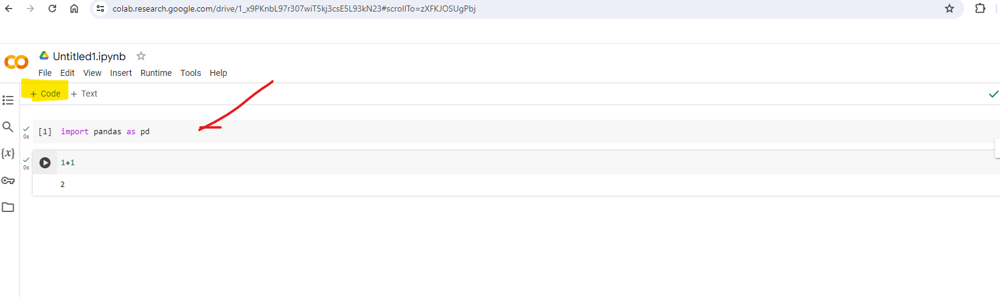 colab.research.google.com/drive/1_x9PKnbL97r307wiT5kj3csE5L93kN23#scrollTo=zXFKJOSUgPbj
Untitled1.ipynb
File Edit View Insert Runtime Tools Help
+ Code + Text
[1] import pandas as pd
0s
1+1
0s
2
{x}